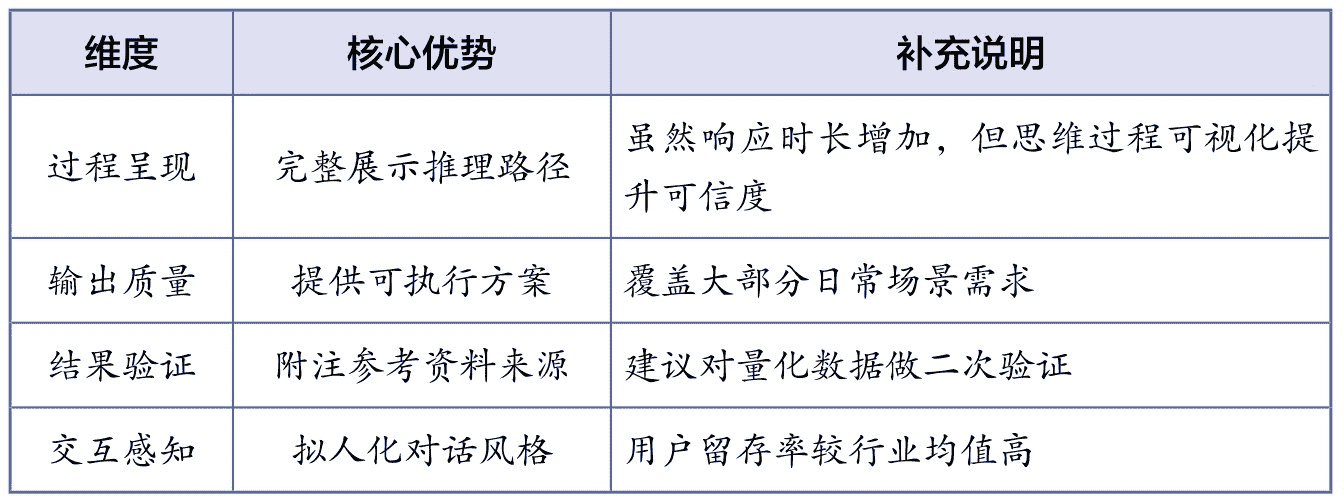 维度 核心优势 补充说明
过程呈现 完整展示推理路径 虽然响应时长增加，但思维过程可视化提
升可信度
输出质量 提供可执行方案 覆盖大部分日常场景需求
结果验证 附注参考资料来源 建议对量化数据做二次验证
交互感知 拟人化对话风格 用户留存率较行业均值高